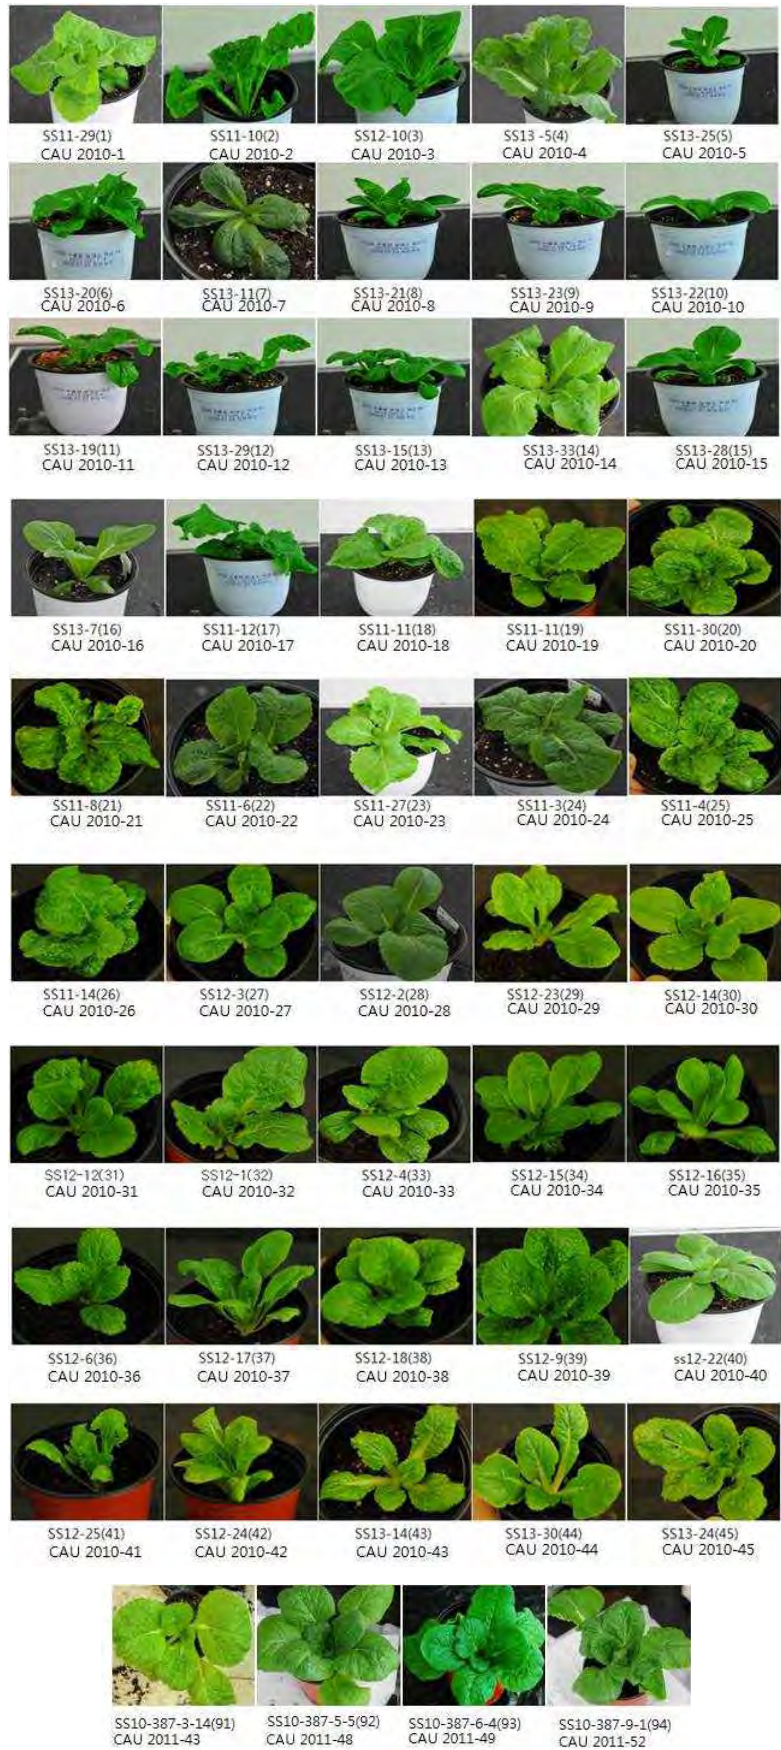 SS11-29(1)
CAU 2010-1
SS11-10(2)
CAU 2010-2
SS12-10(3)
CAU 2010-3
SS13 -5(4)
CAU 2010-4
SS13-25(5)
CAU 2010-5
SS13-20(6)
CAU 2010-6
SS13-11(7)
CAU 2010-7
SS13-21(8)
CAU 2010-8
SS13-23(9)
CAU 2010-9
SS13-22(10)
CAU 2010-10
SS13-19(11)
CAU 2010-11
SS13-29(12)
CAU 2010-12
SS13-15(13)
CAU 2010-13
SS13-33(14)
CAU 2010-14
SS13-28(15)
CAU 2010-15
SS13-7(16)
CAU 2010-16
SS11-12(17)
CAU 2010-17
SS11-11(18)
CAU 2010-18
SS11-11(19)
CAU 2010-19
SS11-30(20)
CAU 2010-20
SS11-8(21)
CAU 2010-21
SS11-6(22)
CAU 2010-22
SS11-27(23)
CAU 2010-23
SS11-3(24)
CAU 2010-24
SS11-4(25)
CAU 2010-25
SS11-14(26)
CAU 2010-26
SS12-3(27)
CAU 2010-27
SS12-2(28)
CAU 2010-28
SS12-23(29)
CAU 2010-29
SS12-14(30)
CAU 2010-30
SS12-12(31)
CAU 2010-31
SS12-1(32)
CAU 2010-32
SS12-4(33)
CAU 2010-33
SS12-15(34)
CAU 2010-34
SS12-16(35)
CAU 2010-35
SS12-6(36)
CAU 2010-36
SS12-17(37)
CAU 2010-37
SS12-18(38)
CAU 2010-38
SS12-9(39)
CAU 2010-39
ss12-22(40)
CAU 2010-40
SS12-25(41)
CAU 2010-41
SS12-24(42)
CAU 2010-42
SS13-14(43)
CAU 2010-43
SS13-30(44)
CAU 2010-44
SS13-24(45)
CAU 2010-45
SS10-387-3-14(91)
CAU 2011-43
SS10-387-5-5(92)
CAU 2011-48
SS10-387-6-4(93)
CAU 2011-49
SS10-387-9-1(94)
CAU 2011-52